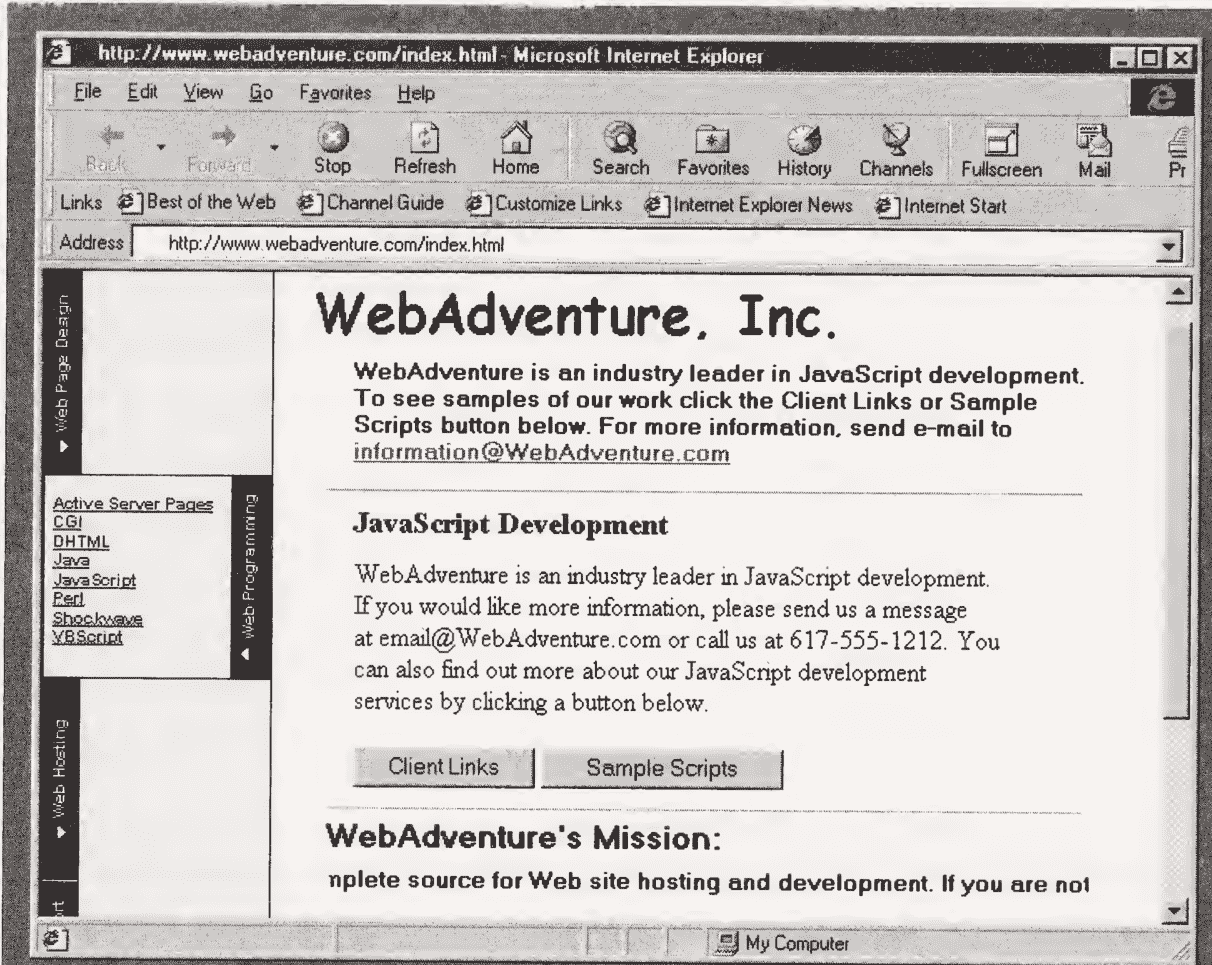 http://www.webadventure.com/index.html - Microsoft Internet Explorer
File Edit View Go Favorites Help
Back Forward Stop Refresh Home Search Favorites History Channels Fullscreen Mail Pr
Links Best of the Web Channel Guide Customize Links Internet Explorer News Internet Start
Address http://www.webadventure.com/index.html
Web Page Design
Active Server Pages
CGI
DHTML
Java
JavaScript
Perl
Shockwave
VBScript
Web Programming
Web Hosting
rt
WebAdventure, Inc.
WebAdventure is an industry leader in JavaScript development.
To see samples of our work click the Client Links or Sample
Scripts button below. For more information, send e-mail to
information@WebAdventure.com
JavaScript Development
WebAdventure is an industry leader in JavaScript development.
If you would like more information, please send us a message
at email@WebAdventure.com or call us at 617-555-1212. You
can also find out more about our JavaScript development
services by clicking a button below.
Client Links Sample Scripts
WebAdventure's Mission:
nplete source for Web site hosting and development. If you are not
My Computer